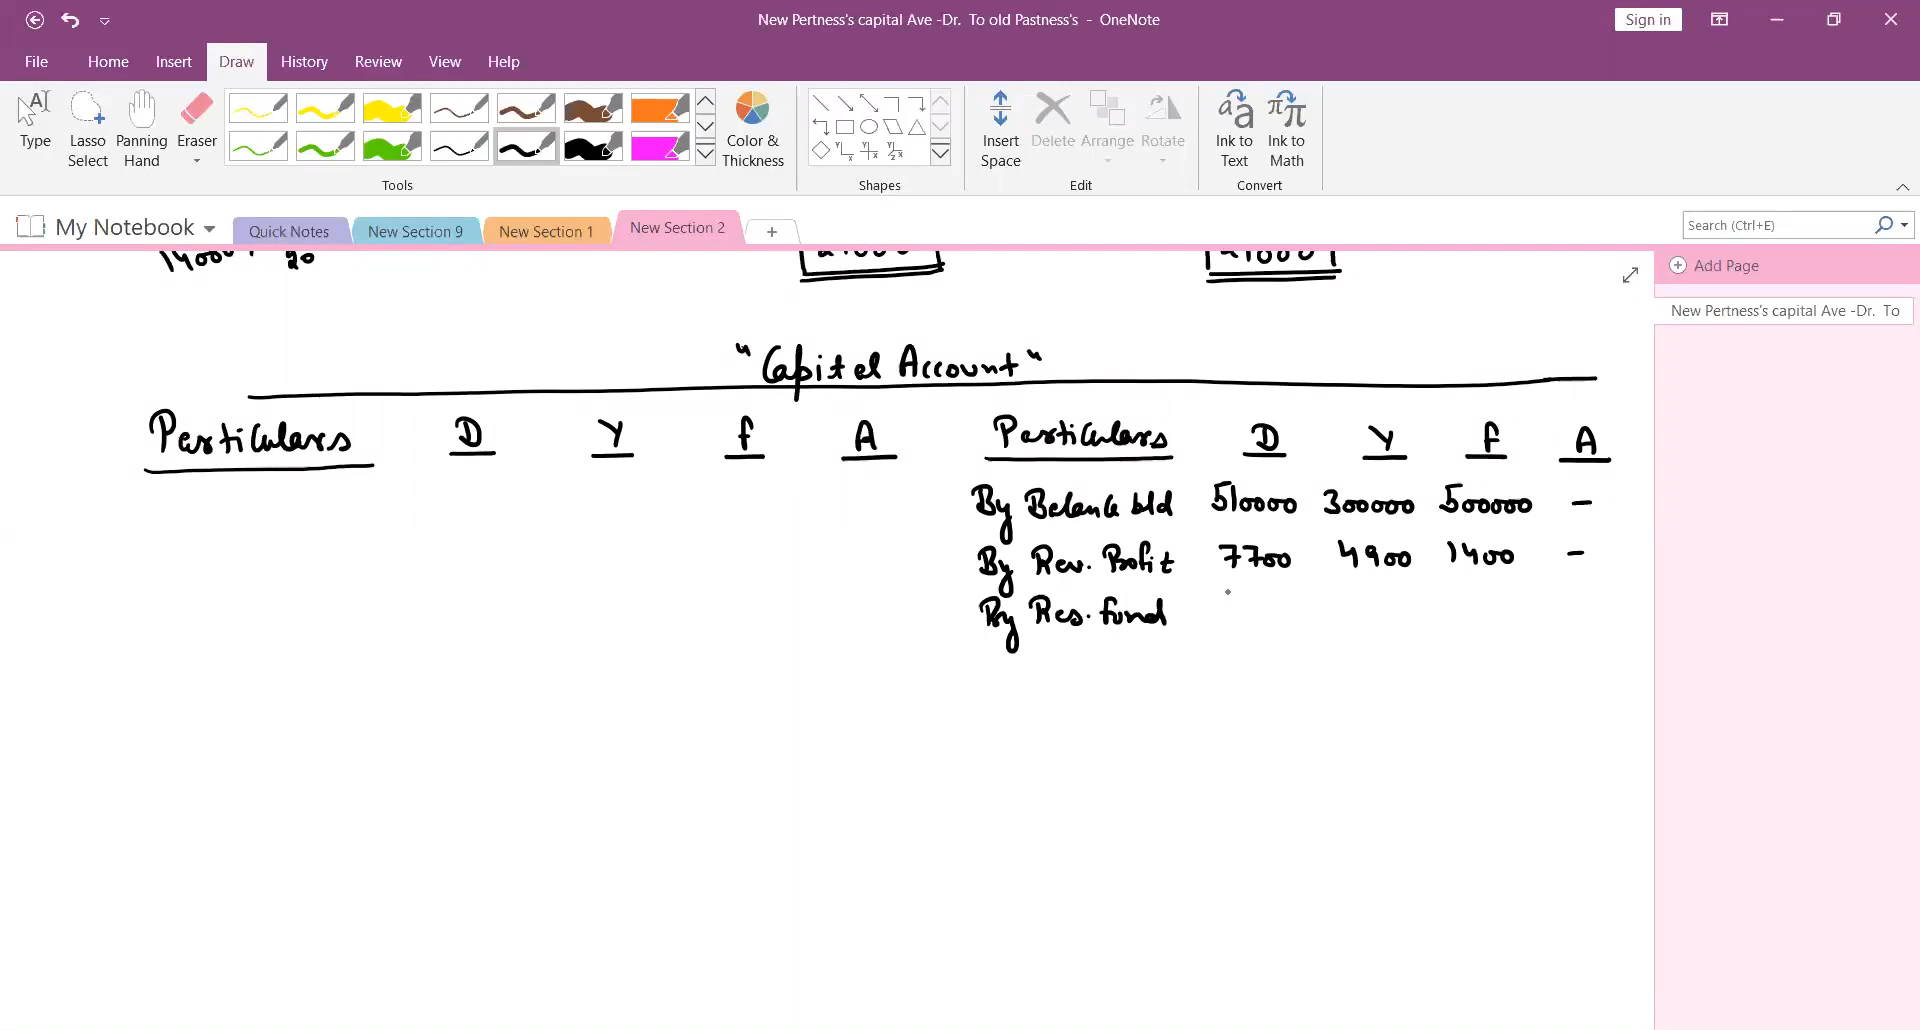 New Pertness's capital Ave -Dr. To old Pastness's - OneNote
Sign in
File Home Insert Draw History Review View Help
Type
Lasso Select
Panning Hand
Eraser
Color & Thickness
Insert Space
Delete
Arrange
Rotate
Ink to Text
Ink to Math
Tools
Shapes
Edit
Convert
My Notebook
Quick Notes
New Section 9
New Section 1
New Section 2
Search (Ctrl+E)
Add Page
New Pertness's capital Ave -Dr. To
"Capital Account"
Particulars D Y F A Particulars D Y F A
By Balance b/d 510000 300000 500000 -
By Rev. Profit 7700 4900 1400 -
By Res. fund